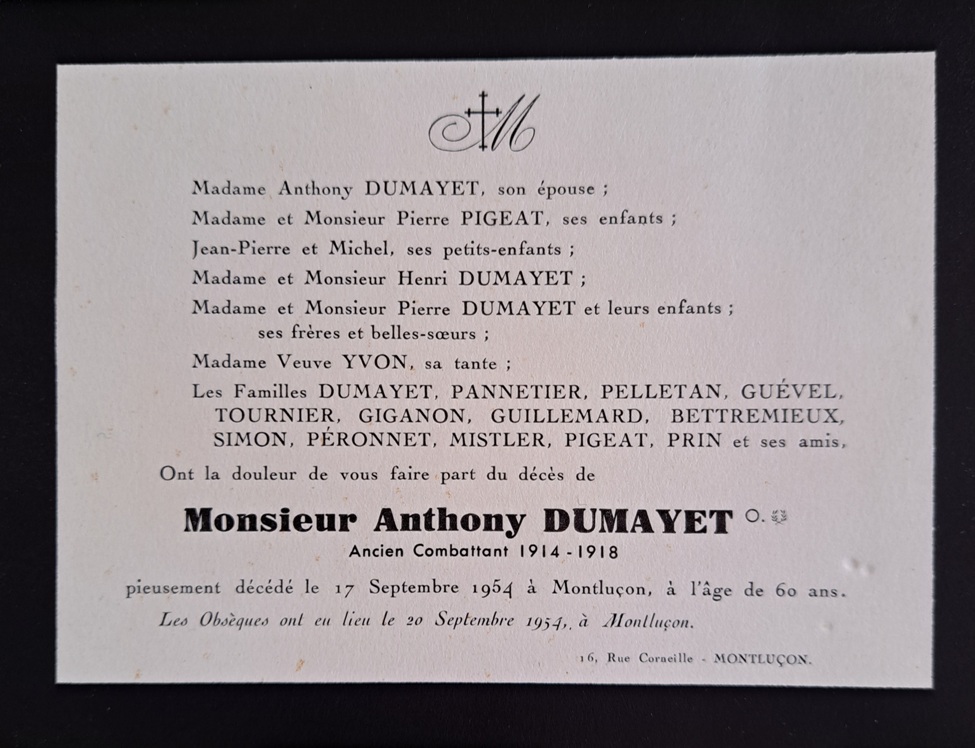 M
Madame Anthony DUMAYET, son épouse ;
Madame et Monsieur Pierre PIGEAT, ses enfants ;
Jean-Pierre et Michel, ses petits-enfants ;
Madame et Monsieur Henri DUMAYET ;
Madame et Monsieur Pierre DUMAYET et leurs enfants ;
ses frères et belles-sœurs ;
Madame Veuve YVON, sa tante ;
Les Familles DUMAYET, PANNETIER, PELLETAN, GUÉVEL,
TOURNIER, GIGANON, GUILLEMARD, BETTREMIEUX,
SIMON, PÉRONNET, MISTLER, PIGEAT, PRIN et ses amis,
Ont la douleur de vous faire part du décès de
Monsieur Anthony DUMAYET O.
Ancien Combattant 1914-1918
pieusement décédé le 17 Septembre 1954 à Montluçon, à l'âge de 60 ans.
Les Obsèques ont eu lieu le 20 Septembre 1954, à Montluçon.
16, Rue Corneille - MONTLUÇON.